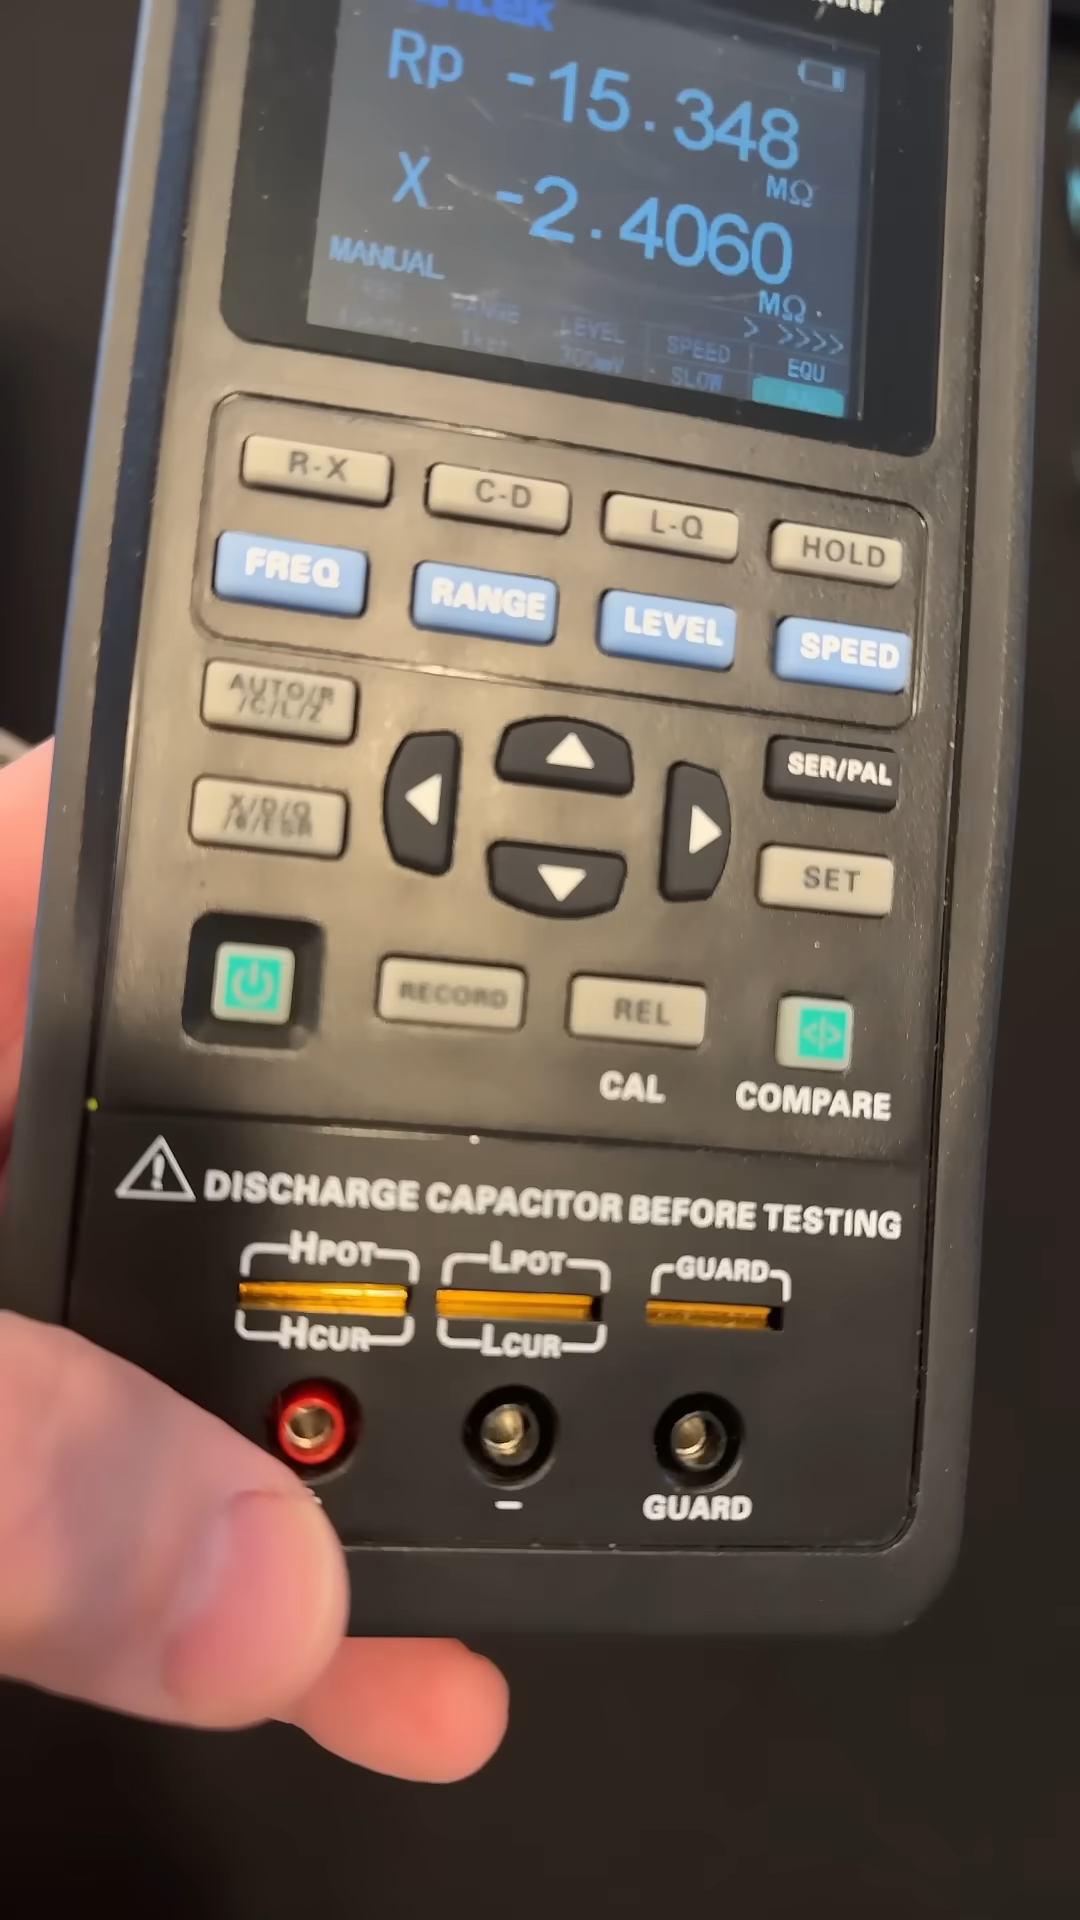 Rp -15.348
MΩ
X -2.4060
MΩ
MANUAL
RANGE LEVEL SPEED > >>>>
SLOW EQU
R-X C-D L-Q HOLD
FREQ RANGE LEVEL SPEED
AUTO/R
/C/L/Z
SER/PAL
SET
RECORD REL
CAL COMPARE
DISCHARGE CAPACITOR BEFORE TESTING
HPOT LPOT GUARD
HCUR LCUR
– GUARD